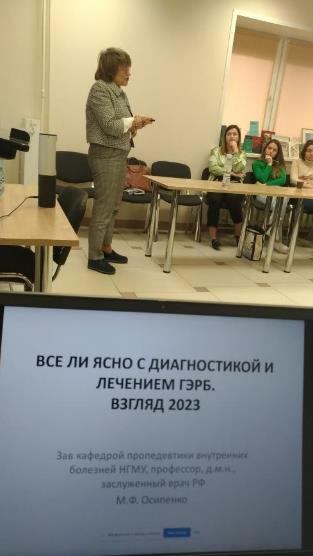 ВСЕ ЛИ ЯСНО С ДИАГНОСТИКОЙ И
ЛЕЧЕНИЕМ ГЭРБ.
ВЗГЛЯД 2023
Зав кафедрой пропедевтики внутренних
болезней НГМУ, профессор, д.м.н.,
заслуженный врач РФ
М.Ф. Осипенко